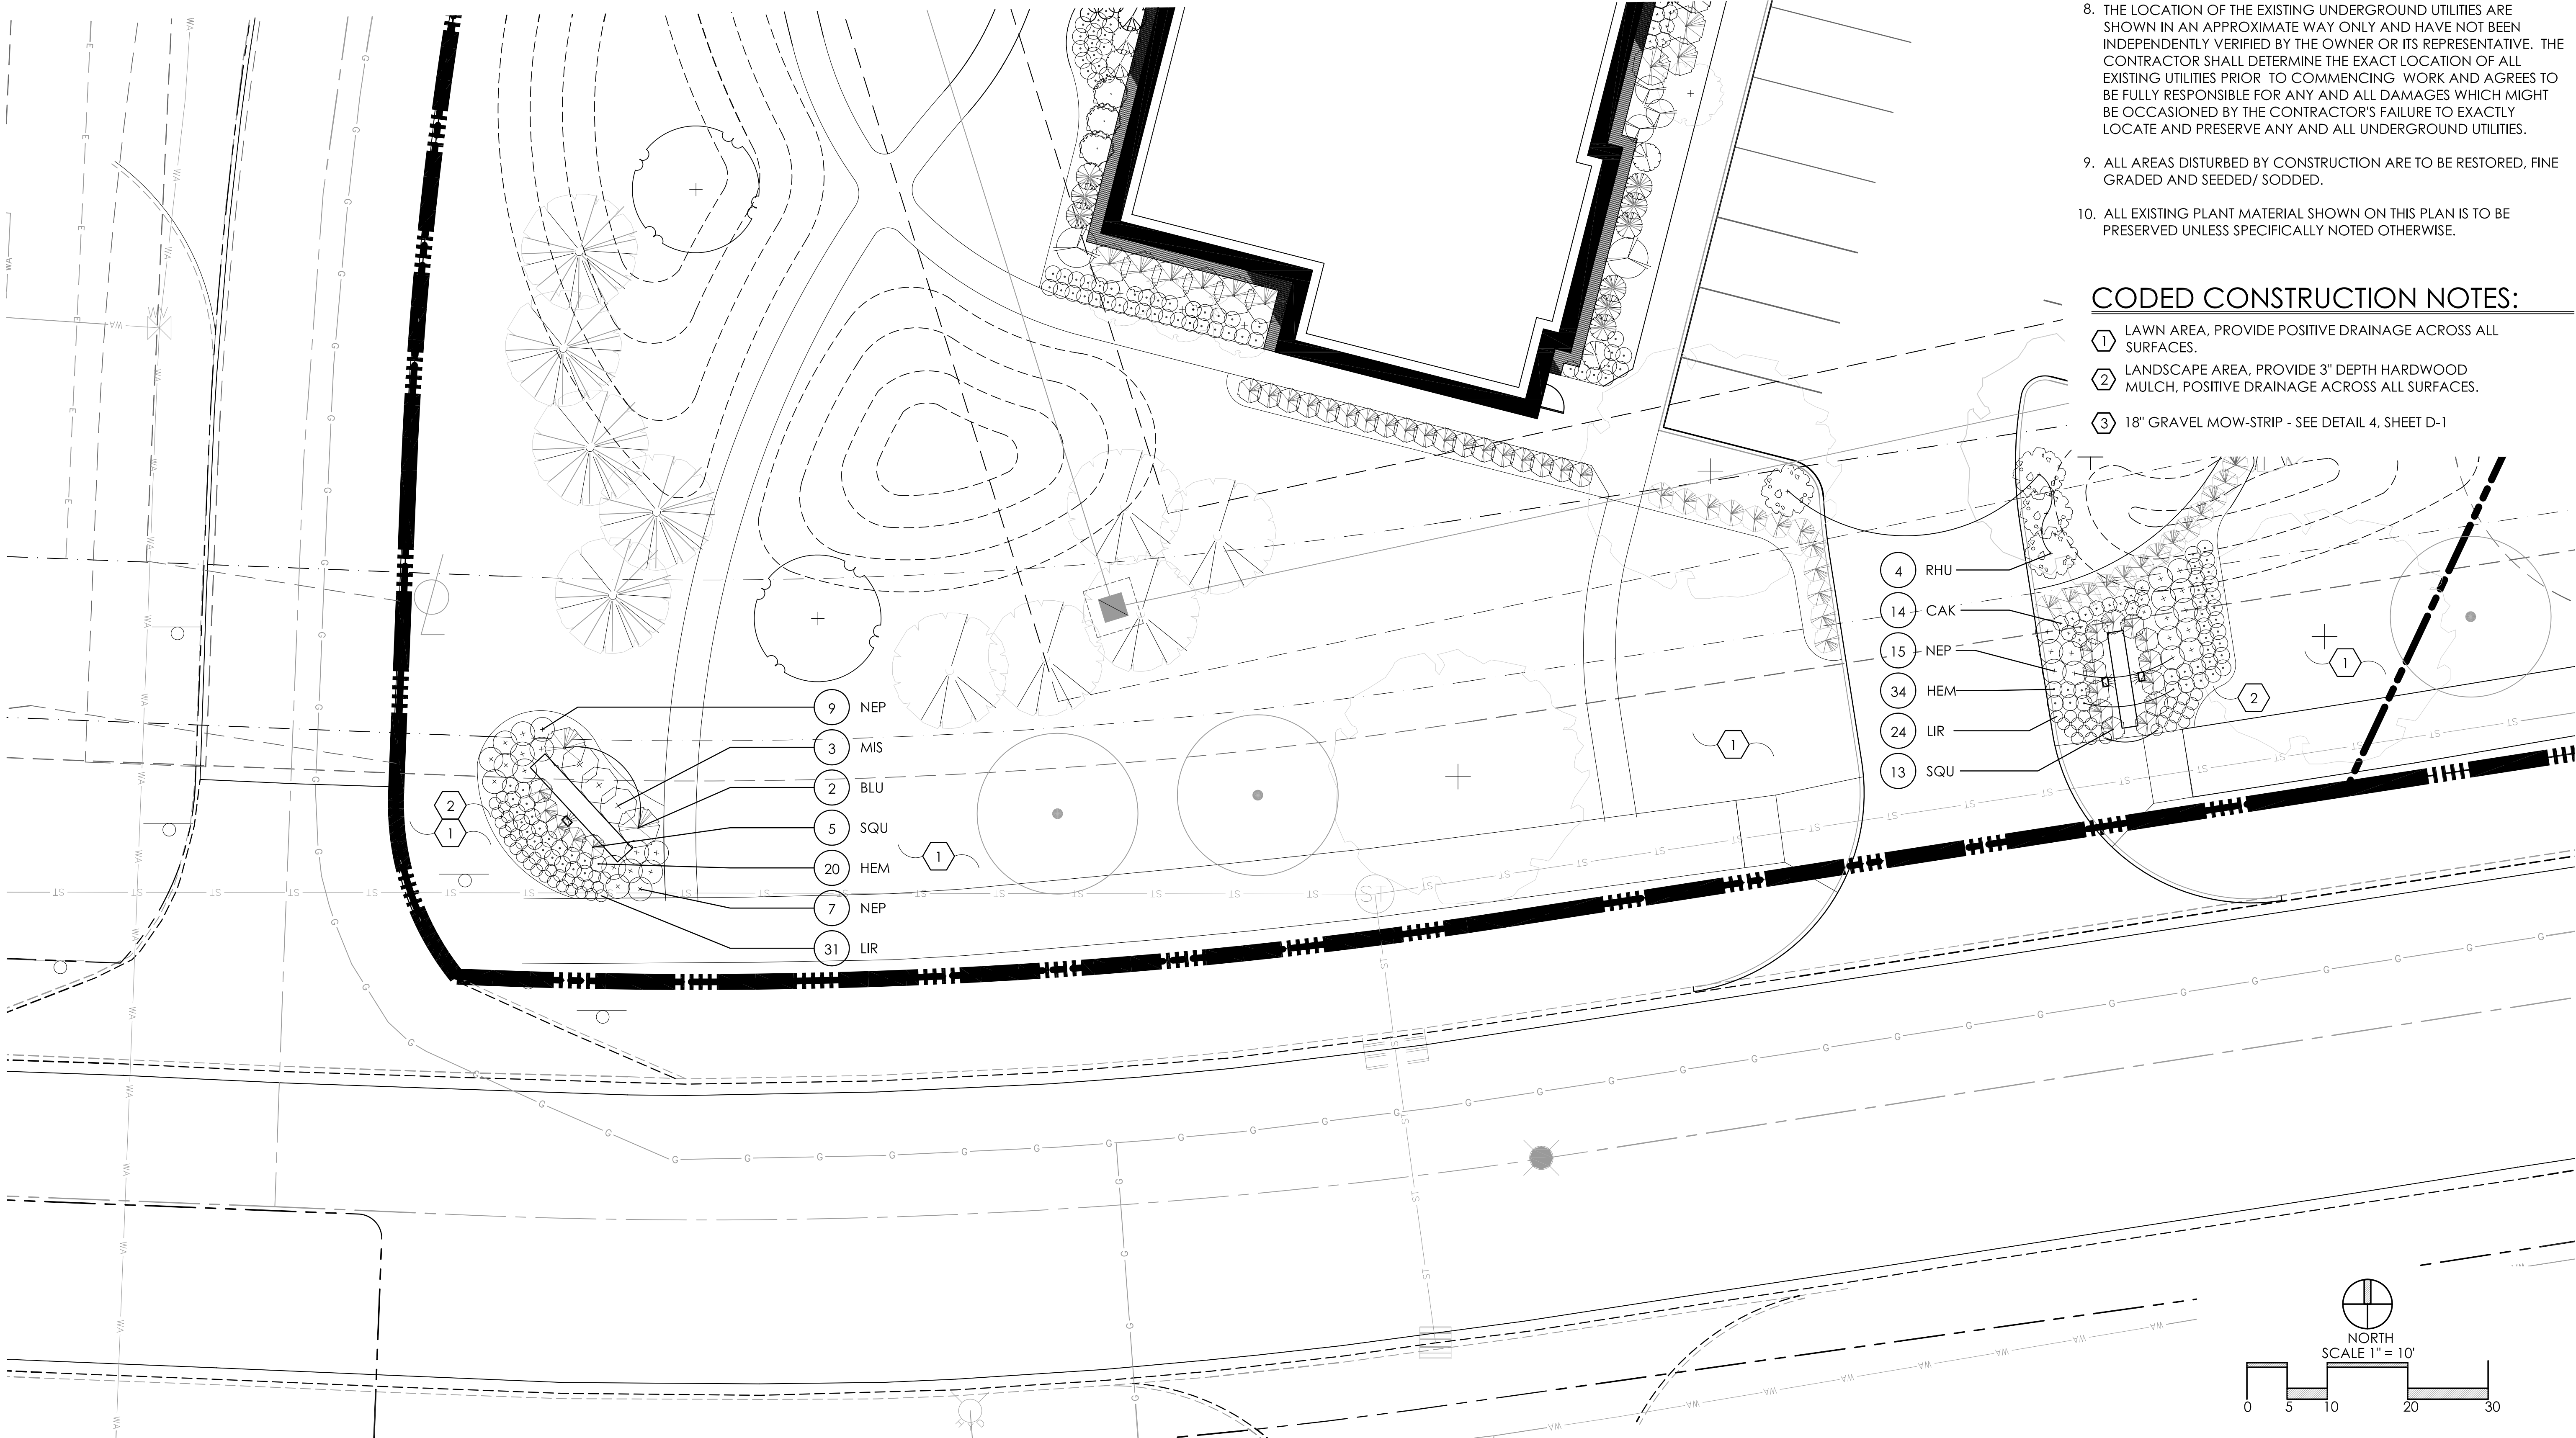 8. THE LOCATION OF THE EXISTING UNDERGROUND UTILITIES ARE
SHOWN IN AN APPROXIMATE WAY ONLY AND HAVE NOT BEEN
INDEPENDENTLY VERIFIED BY THE OWNER OR ITS REPRESENTATIVE. THE
CONTRACTOR SHALL DETERMINE THE EXACT LOCATION OF ALL
EXISTING UTILITIES PRIOR TO COMMENCING WORK AND AGREES TO
BE FULLY RESPONSIBLE FOR ANY AND ALL DAMAGES WHICH MIGHT
BE OCCASIONED BY THE CONTRACTOR'S FAILURE TO EXACTLY
LOCATE AND PRESERVE ANY AND ALL UNDERGROUND UTILITIES.
9. ALL AREAS DISTURBED BY CONSTRUCTION ARE TO BE RESTORED, FINE
GRADED AND SEEDED/ SODDED.
10. ALL EXISTING PLANT MATERIAL SHOWN ON THIS PLAN IS TO BE
PRESERVED UNLESS SPECIFICALLY NOTED OTHERWISE.
CODED CONSTRUCTION NOTES:
1 LAWN AREA, PROVIDE POSITIVE DRAINAGE ACROSS ALL
SURFACES.
2 LANDSCAPE AREA, PROVIDE 3" DEPTH HARDWOOD
MULCH, POSITIVE DRAINAGE ACROSS ALL SURFACES.
3 18" GRAVEL MOW-STRIP - SEE DETAIL 4, SHEET D-1
4 RHU
14 CAK
15 NEP
34 HEM
24 LIR
13 SQU
1
2
1
9 NEP
3 MIS
2 BLU
5 SQU
20 HEM
7 NEP
31 LIR
2
1
1
ST
NORTH
SCALE 1" = 10'
0 5 10 20 30